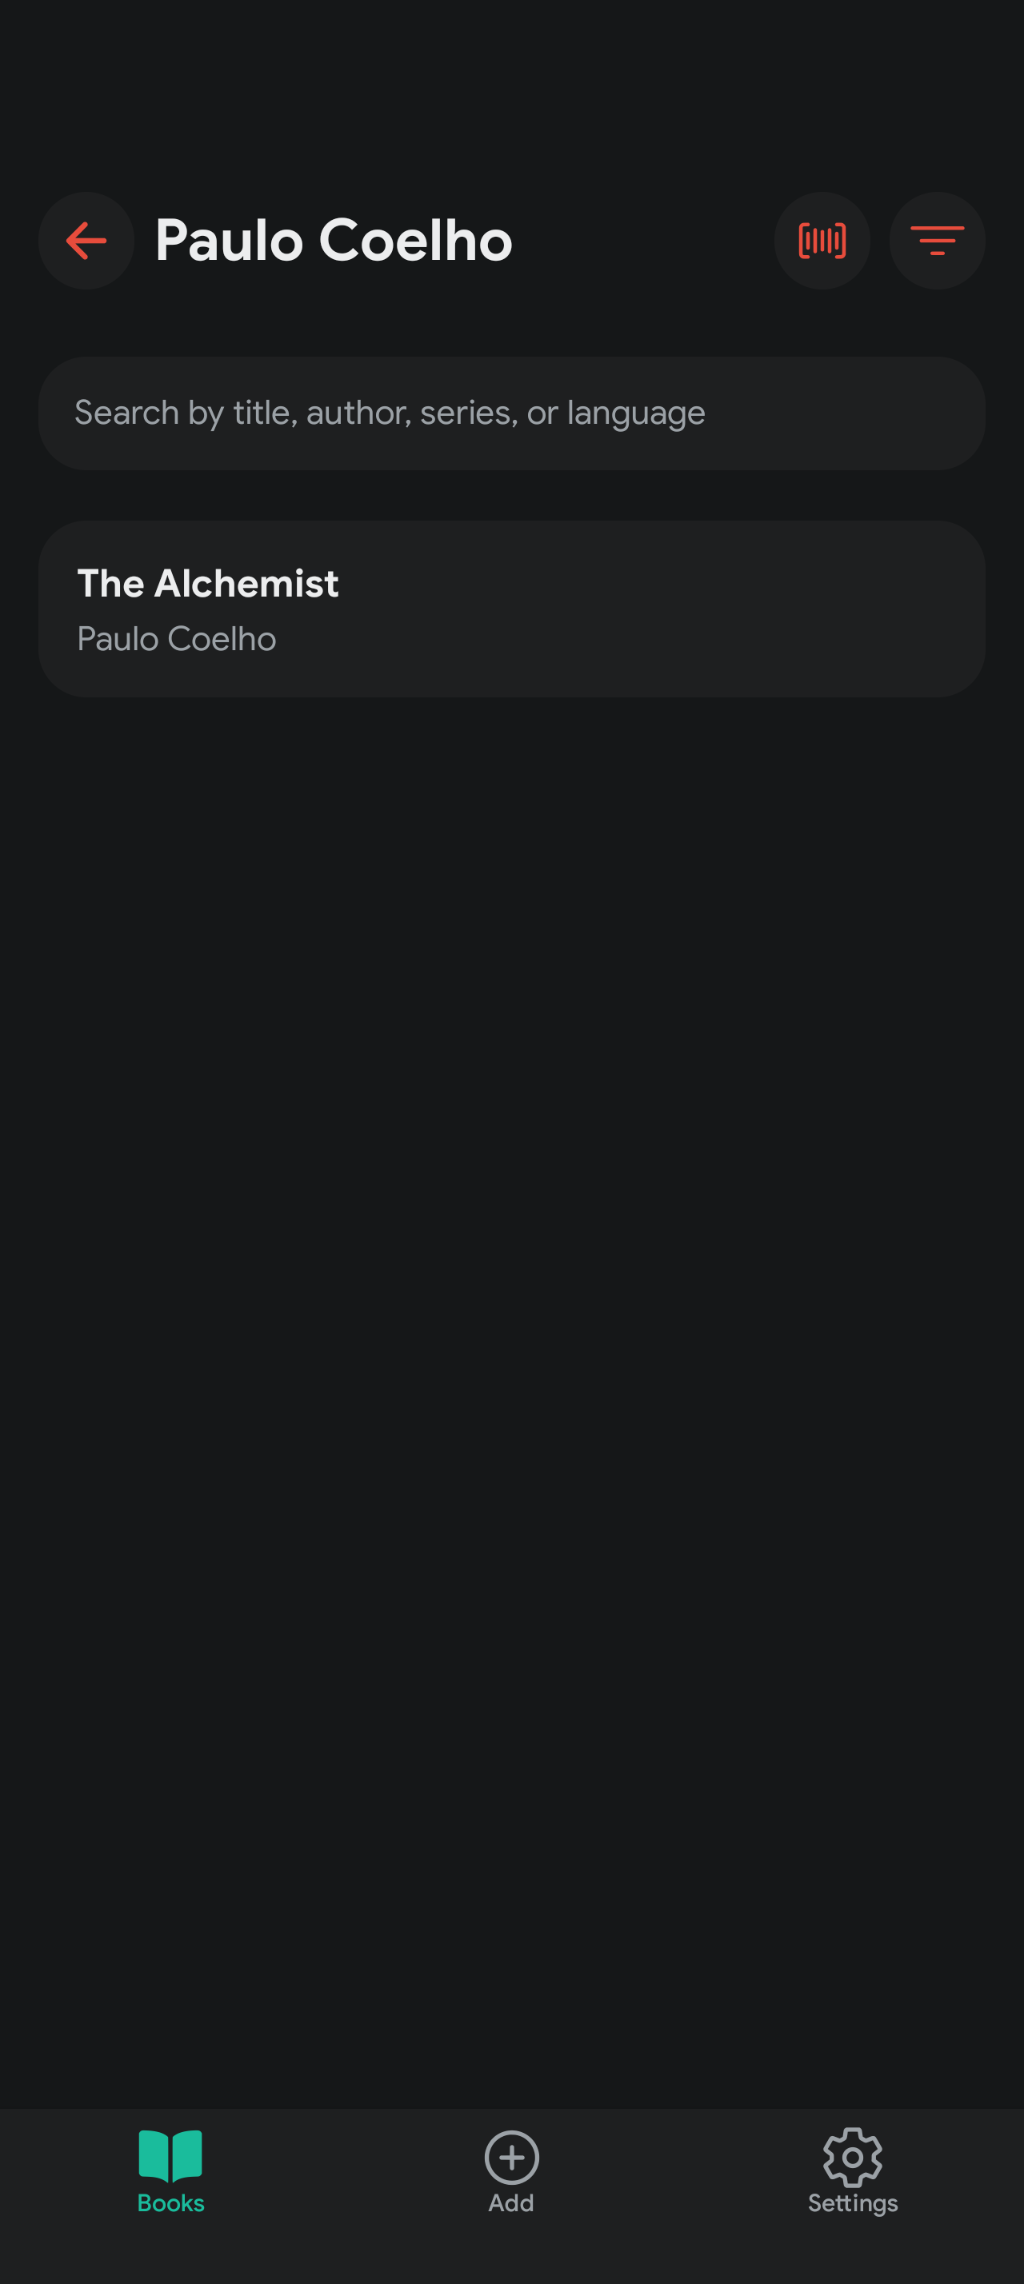 Paulo Coelho
Search by title, author, series, or language
The Alchemist
Paulo Coelho
Books
Add
Settings